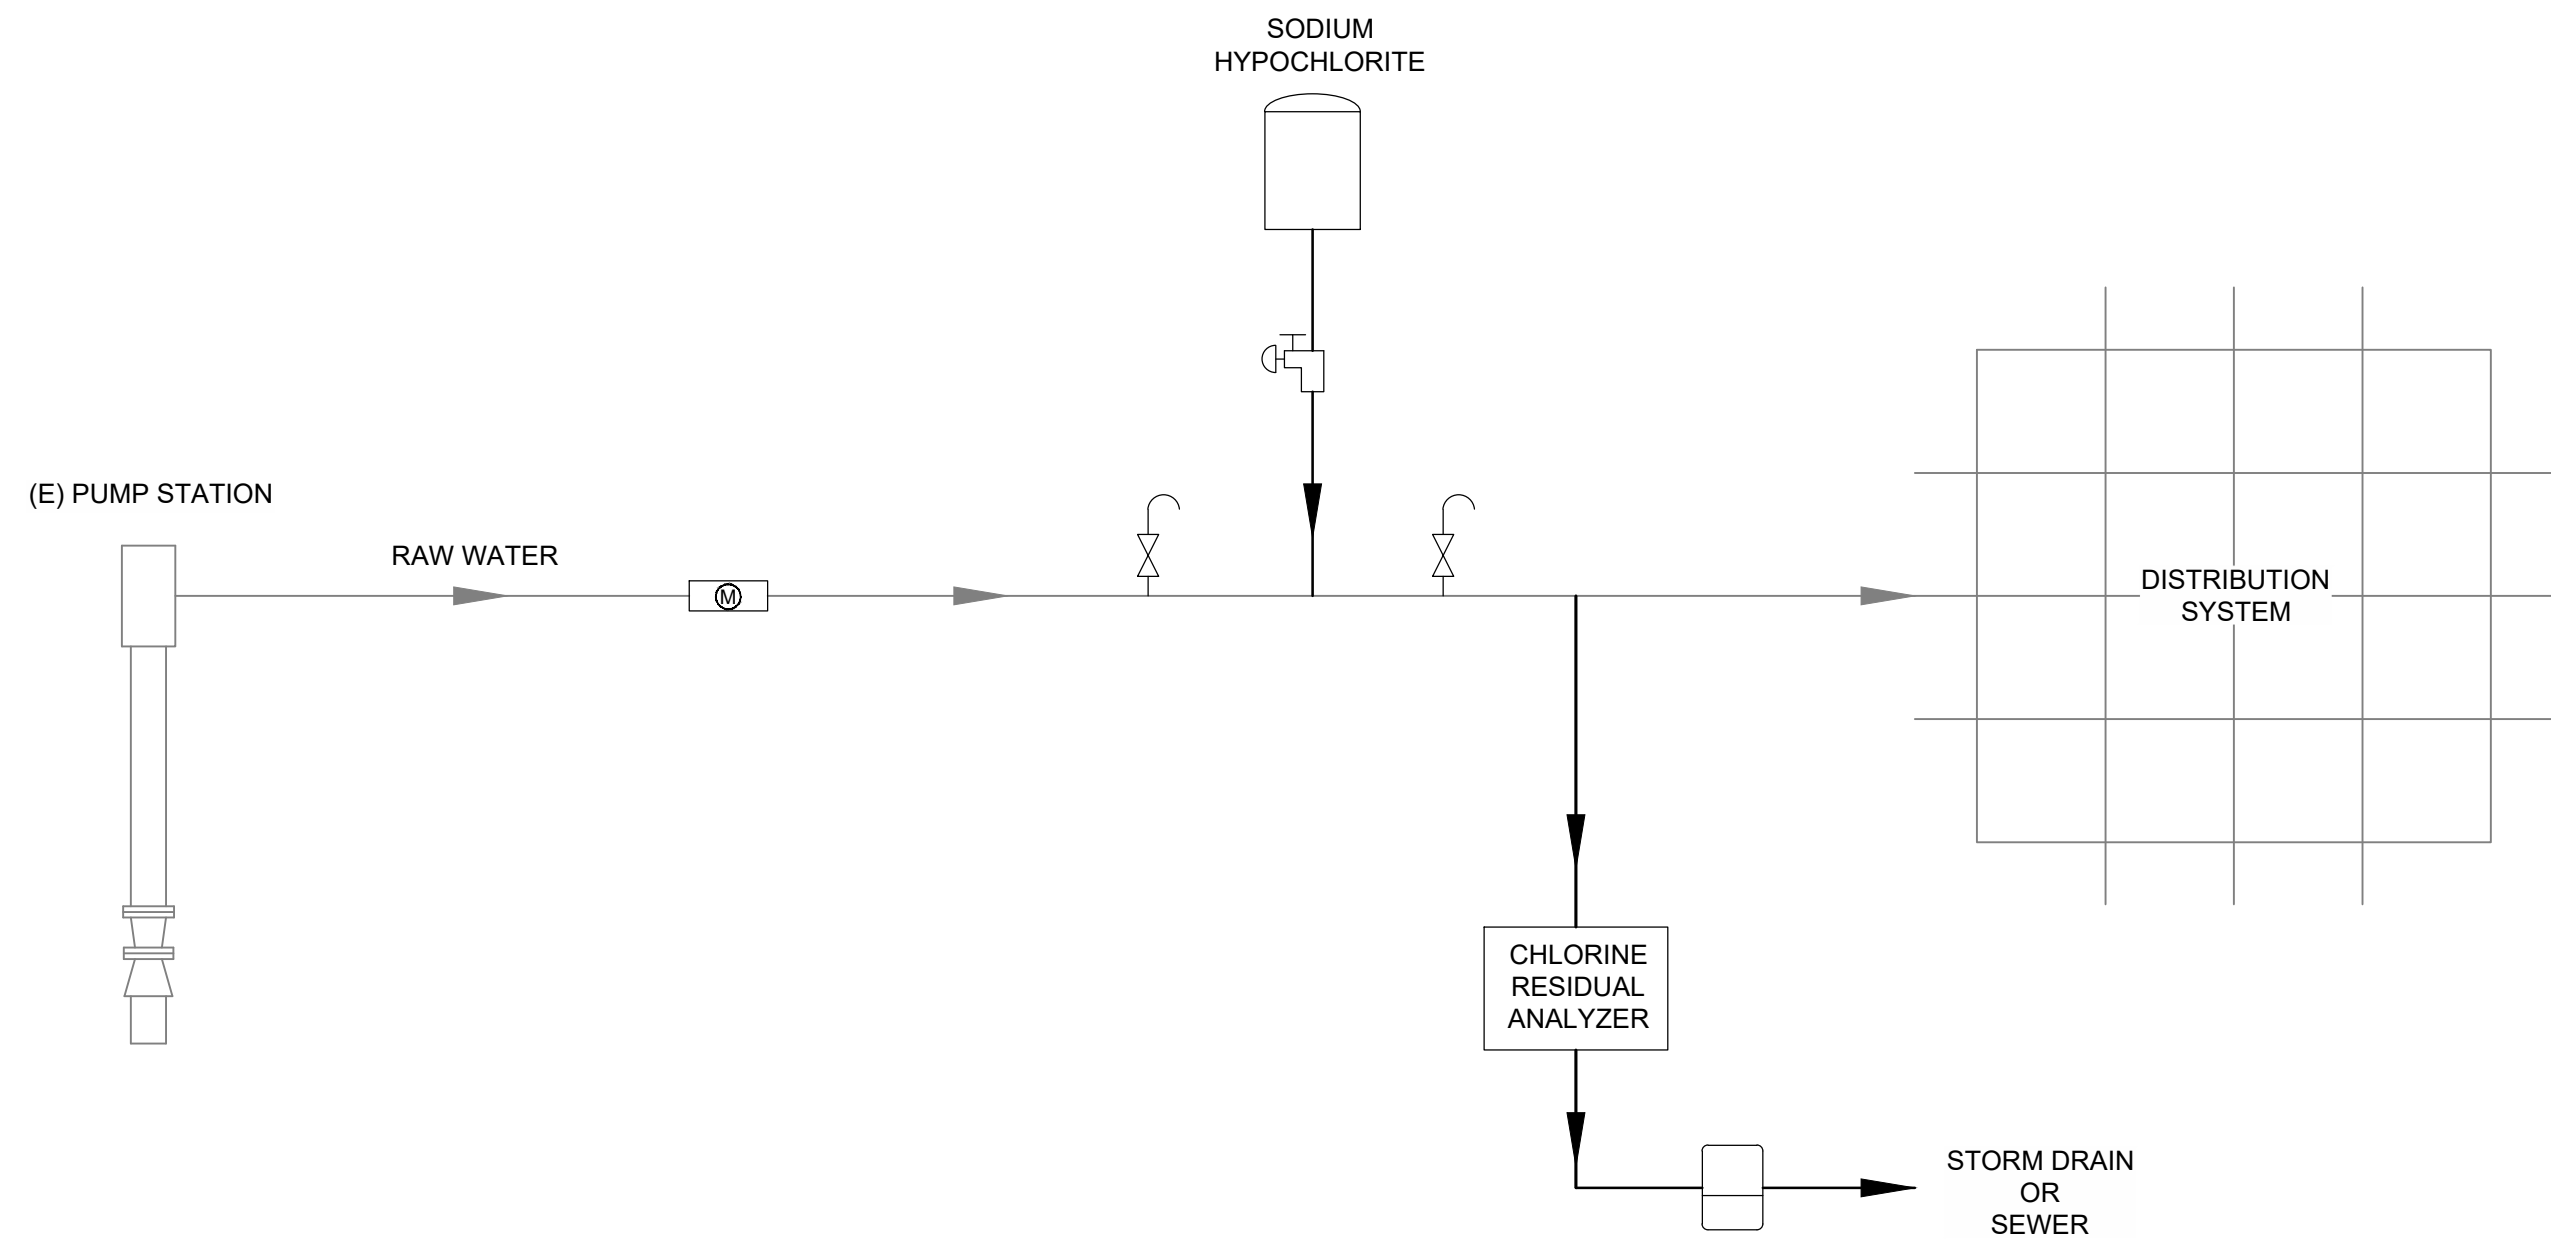 SODIUM
HYPOCHLORITE
(E) PUMP STATION
RAW WATER
M
DISTRIBUTION
SYSTEM
CHLORINE
RESIDUAL
ANALYZER
STORM DRAIN
OR
SEWER